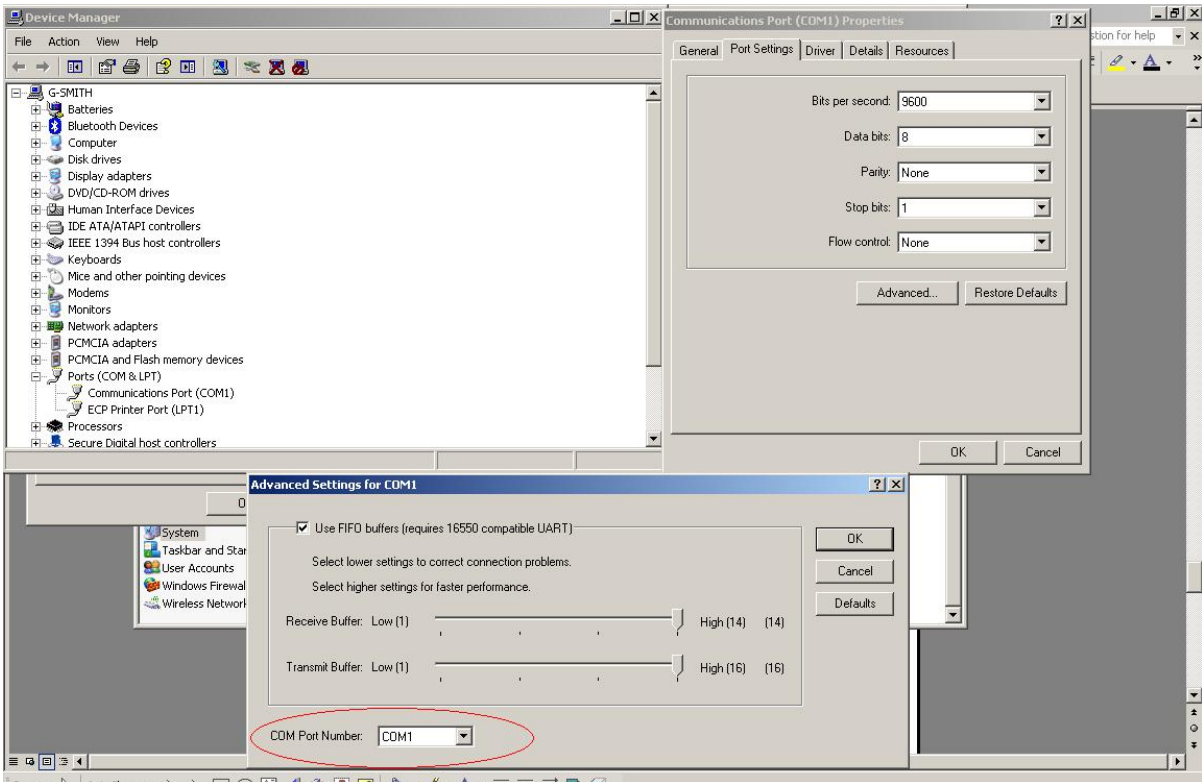 Device Manager
File Action View Help
G-SMITH
Batteries
Bluetooth Devices
Computer
Disk drives
Display adapters
DVD/CD-ROM drives
Human Interface Devices
IDE ATA/ATAPI controllers
IEEE 1394 Bus host controllers
Keyboards
Mice and other pointing devices
Modems
Monitors
Network adapters
PCMCIA adapters
PCMCIA and Flash memory devices
Ports (COM & LPT)
Communications Port (COM1)
ECP Printer Port (LPT1)
Processors
Secure Digital host controllers
Communications Port (COM1) Properties
General Port Settings Driver Details Resources
Bits per second: 9600
Data bits: 8
Parity: None
Stop bits: 1
Flow control: None
Advanced... Restore Defaults
OK Cancel
stion for help
System
Taskbar and Star
User Accounts
Windows Firewal
Wireless Network
Advanced Settings for COM1
Use FIFO buffers (requires 16550 compatible UART)
Select lower settings to correct connection problems.
Select higher settings for faster performance.
Receive Buffer: Low (1) High (14) (14)
Transmit Buffer: Low (1) High (16) (16)
COM Port Number: COM1
OK
Cancel
Defaults